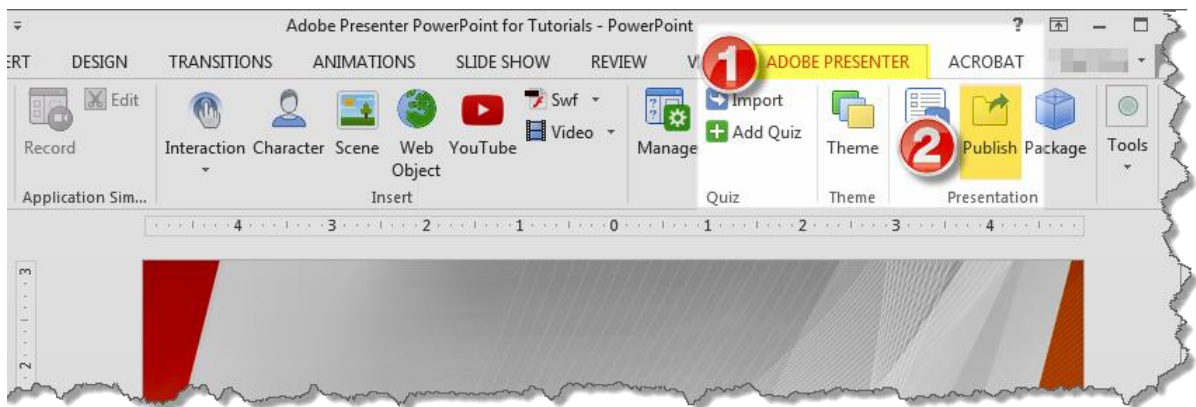 Adobe Presenter PowerPoint for Tutorials - PowerPoint ?
ERT DESIGN TRANSITIONS ANIMATIONS SLIDE SHOW REVIEW V 1 ADOBE PRESENTER ACROBAT
Edit Swf Import
Video Add Quiz
Record Interaction Character Scene Web YouTube Manage Theme 2 Publish Package Tools
Object
Application Sim... Insert Quiz Theme Presentation
4 3 2 1 0 1 2 3 4
3
2